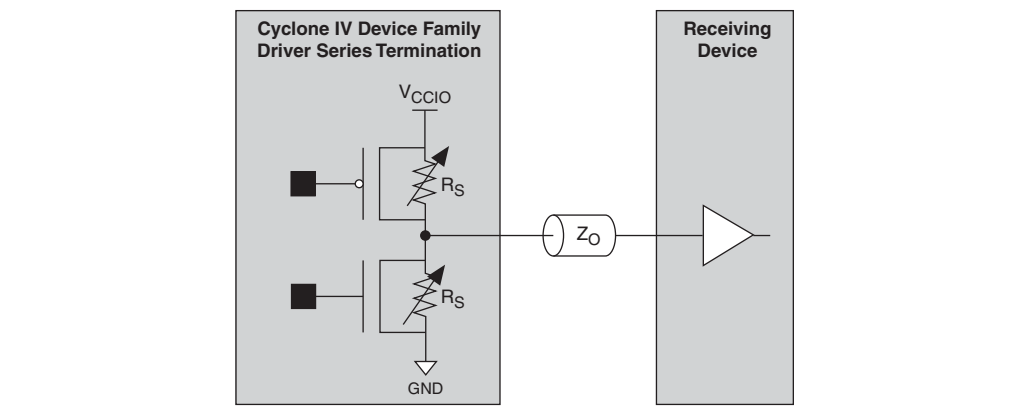 Cyclone IV Device Family
Driver Series Termination
Receiving
Device
VCCIO
RS
ZO
RS
GND